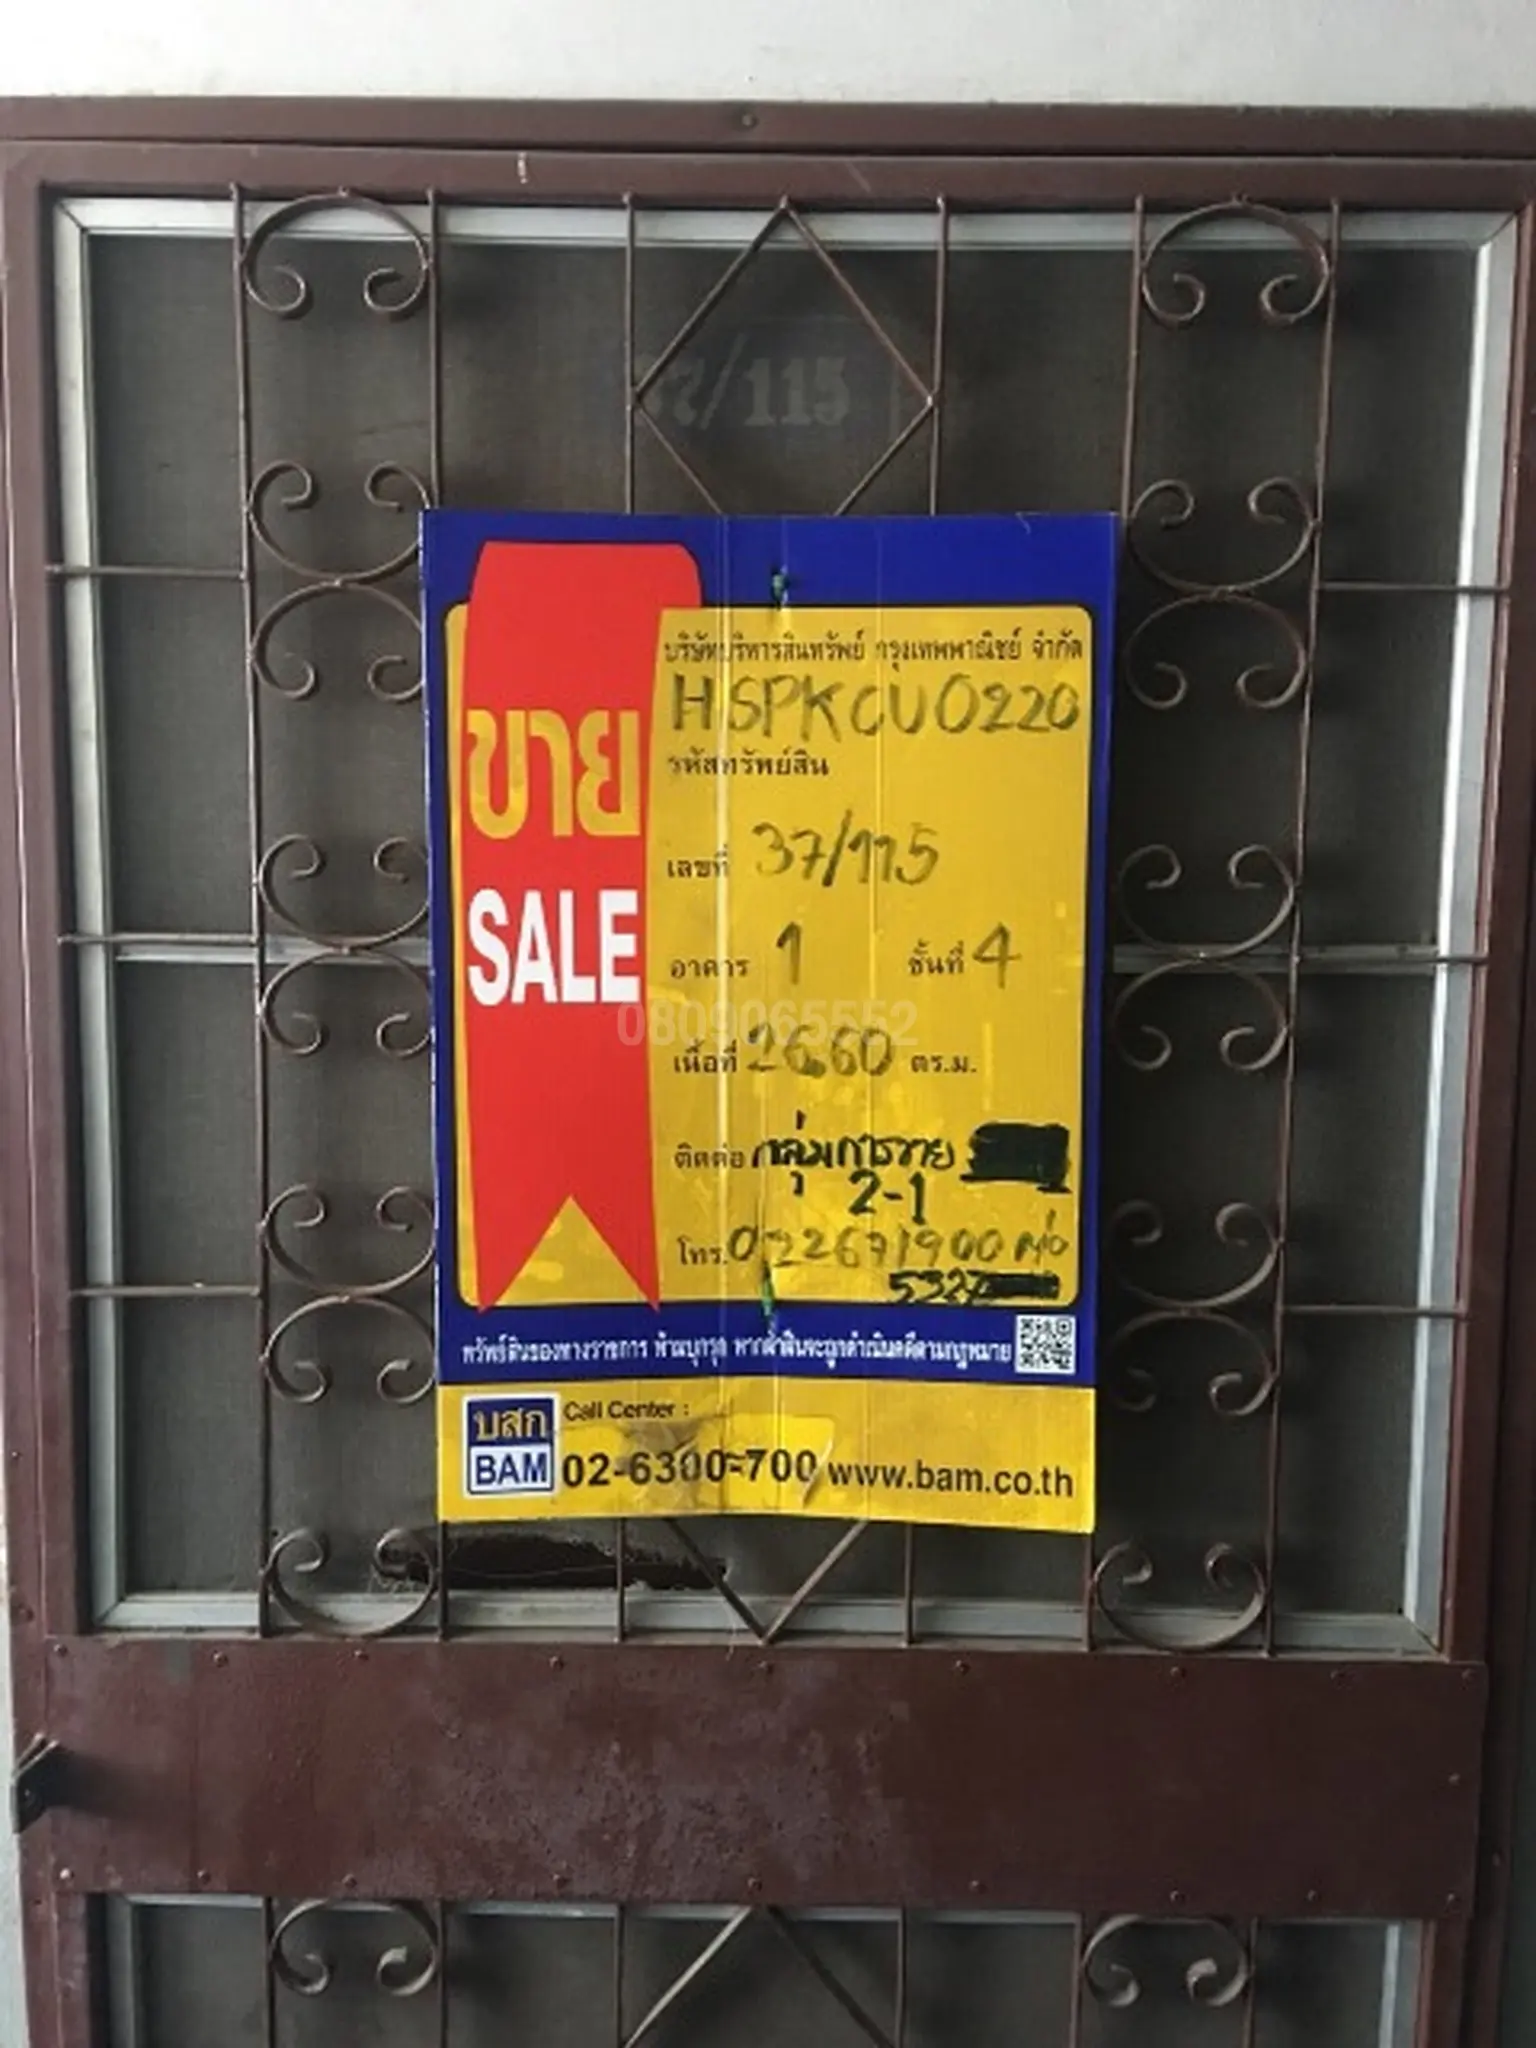 37/115
บริษัทบริหารสินทรัพย์ กรุงเทพพาณิชย์ จำกัด
HSPKCU0220
รหัสทรัพย์สิน
ขาย
SALE
เลขที่ 37/115
อาคาร 1 ชั้นที่ 4
0809065552
เนื้อที่ 26.60 ตร.ม.
ติดต่อ กลุ่มการขาย
2-1
โทร. 022671900 ต่อ
5327
ทรัพย์สินของทางราชการ ห้ามบุกรุก หากฝ่าฝืนจะถูกดำเนินคดีตามกฎหมาย
บสก
BAM
Call Center :
02-6300-700 www.bam.co.th